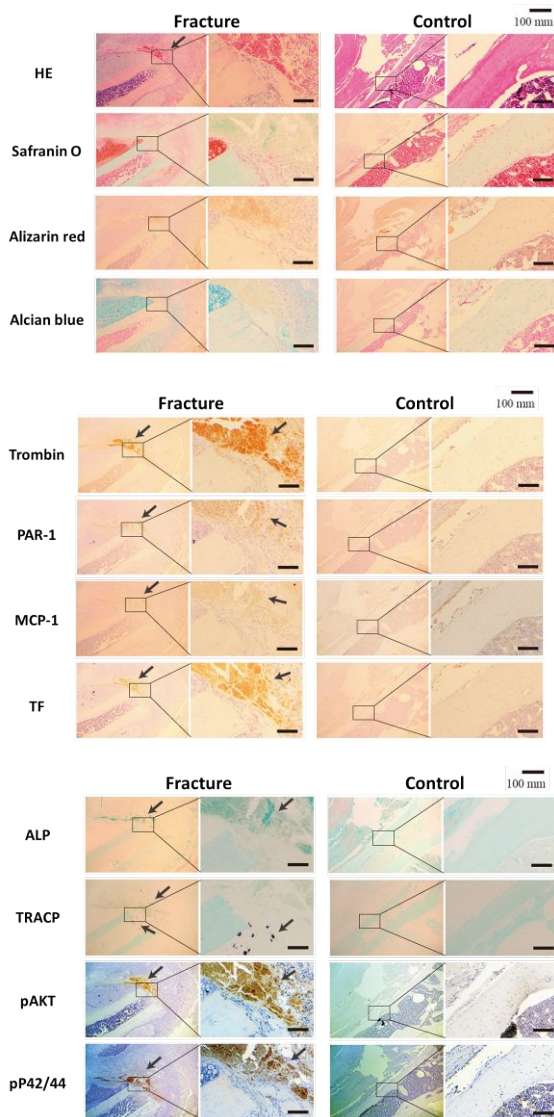 Fracture Control 100 mm
HE
Safranin O
Alizarin red
Alcian blue
Fracture Control 100 mm
Trombin
PAR-1
MCP-1
TF
Fracture Control 100 mm
ALP
TRACP
pAKT
pP42/44